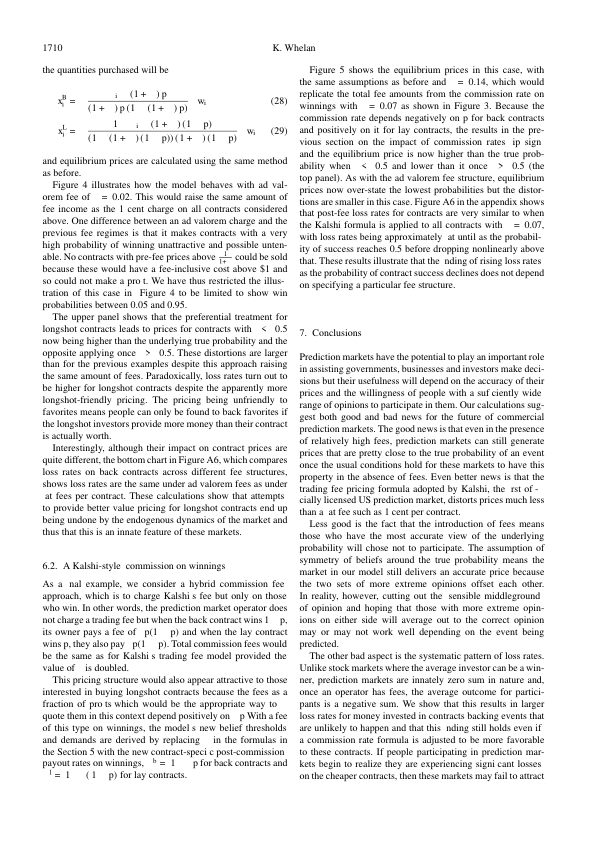 1710
K. Whelan
the quantities purchased will be
x_i^B = i (1 + ) p / (1 + ) p (1 (1 + ) p) w_i (28)
x_i^L = 1 i (1 + ) (1 p) / (1 (1 + ) (1 p)) (1 + ) (1 p) w_i (29)
and equilibrium prices are calculated using the same method
as before.
Figure 4 illustrates how the model behaves with ad val-
orem fee of = 0.02. This would raise the same amount of
fee income as the 1 cent charge on all contracts considered
above. One difference between an ad valorem charge and the
previous fee regimes is that it makes contracts with a very
high probability of winning unattractive and possible unten-
able. No contracts with pre-fee prices above 1/1+ could be sold
because these would have a fee-inclusive cost above $1 and
so could not make a pro t. We have thus restricted the illus-
tration of this case in Figure 4 to be limited to show win
probabilities between 0.05 and 0.95.
The upper panel shows that the preferential treatment for
longshot contracts leads to prices for contracts with < 0.5
now being higher than the underlying true probability and the
opposite applying once > 0.5. These distortions are larger
than for the previous examples despite this approach raising
the same amount of fees. Paradoxically, loss rates turn out to
be higher for longshot contracts despite the apparently more
longshot-friendly pricing. The pricing being unfriendly to
favorites means people can only be found to back favorites if
the longshot investors provide more money than their contract
is actually worth.
Interestingly, although their impact on contract prices are
quite different, the bottom chart in Figure A6, which compares
loss rates on back contracts across different fee structures,
shows loss rates are the same under ad valorem fees as under
at fees per contract. These calculations show that attempts
to provide better value pricing for longshot contracts end up
being undone by the endogenous dynamics of the market and
thus that this is an innate feature of these markets.
6.2. A Kalshi-style commission on winnings
As a nal example, we consider a hybrid commission fee
approach, which is to charge Kalshi s fee but only on those
who win. In other words, the prediction market operator does
not charge a trading fee but when the back contract wins 1 p,
its owner pays a fee of p(1 p) and when the lay contract
wins p, they also pay p(1 p). Total commission fees would
be the same as for Kalshi s trading fee model provided the
value of is doubled.
This pricing structure would also appear attractive to those
interested in buying longshot contracts because the fees as a
fraction of pro ts which would be the appropriate way to
quote them in this context depend positively on p With a fee
of this type on winnings, the model s new belief thresholds
and demands are derived by replacing in the formulas in
the Section 5 with the new contract-speci c post-commission
payout rates on winnings, b = 1 p for back contracts and
l = 1 ( 1 p) for lay contracts.
Figure 5 shows the equilibrium prices in this case, with
the same assumptions as before and = 0.14, which would
replicate the total fee amounts from the commission rate on
winnings with = 0.07 as shown in Figure 3. Because the
commission rate depends negatively on p for back contracts
and positively on it for lay contracts, the results in the pre-
vious section on the impact of commission rates ip sign
and the equilibrium price is now higher than the true prob-
ability when < 0.5 and lower than it once > 0.5 (the
top panel). As with the ad valorem fee structure, equilibrium
prices now over-state the lowest probabilities but the distor-
tions are smaller in this case. Figure A6 in the appendix shows
that post-fee loss rates for contracts are very similar to when
the Kalshi formula is applied to all contracts with = 0.07,
with loss rates being approximately at until as the probabil-
ity of success reaches 0.5 before dropping nonlinearly above
that. These results illustrate that the nding of rising loss rates
as the probability of contract success declines does not depend
on specifying a particular fee structure.
7. Conclusions
Prediction markets have the potential to play an important role
in assisting governments, businesses and investors make deci-
sions but their usefulness will depend on the accuracy of their
prices and the willingness of people with a suf ciently wide
range of opinions to participate in them. Our calculations sug-
gest both good and bad news for the future of commercial
prediction markets. The good news is that even in the presence
of relatively high fees, prediction markets can still generate
prices that are pretty close to the true probability of an event
once the usual conditions hold for these markets to have this
property in the absence of fees. Even better news is that the
trading fee pricing formula adopted by Kalshi, the rst of -
cially licensed US prediction market, distorts prices much less
than a at fee such as 1 cent per contract.
Less good is the fact that the introduction of fees means
those who have the most accurate view of the underlying
probability will chose not to participate. The assumption of
symmetry of beliefs around the true probability means the
market in our model still delivers an accurate price because
the two sets of more extreme opinions offset each other.
In reality, however, cutting out the sensible middleground
of opinion and hoping that those with more extreme opin-
ions on either side will average out to the correct opinion
may or may not work well depending on the event being
predicted.
The other bad aspect is the systematic pattern of loss rates.
Unlike stock markets where the average investor can be a win-
ner, prediction markets are innately zero sum in nature and,
once an operator has fees, the average outcome for partici-
pants is a negative sum. We show that this results in larger
loss rates for money invested in contracts backing events that
are unlikely to happen and that this nding still holds even if
a commission rate formula is adjusted to be more favorable
to these contracts. If people participating in prediction mar-
kets begin to realize they are experiencing signi cant losses
on the cheaper contracts, then these markets may fail to attract